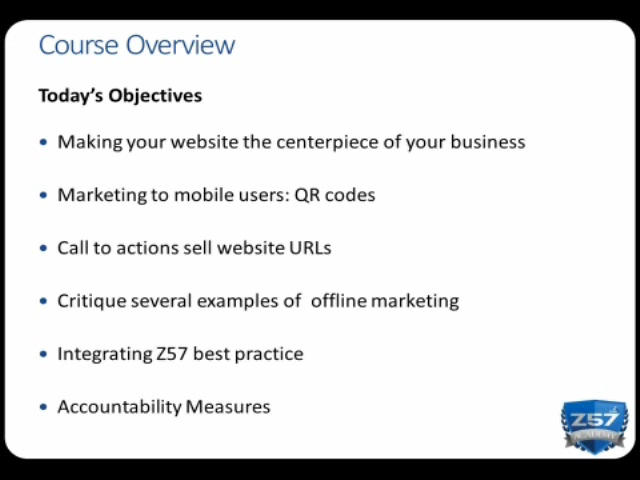 Course Overview
Today's Objectives
• Making your website the centerpiece of your business
• Marketing to mobile users: QR codes
• Call to actions sell website URLs
• Critique several examples of offline marketing
• Integrating Z57 best practice
• Accountability Measures
Z57
ACADEMY